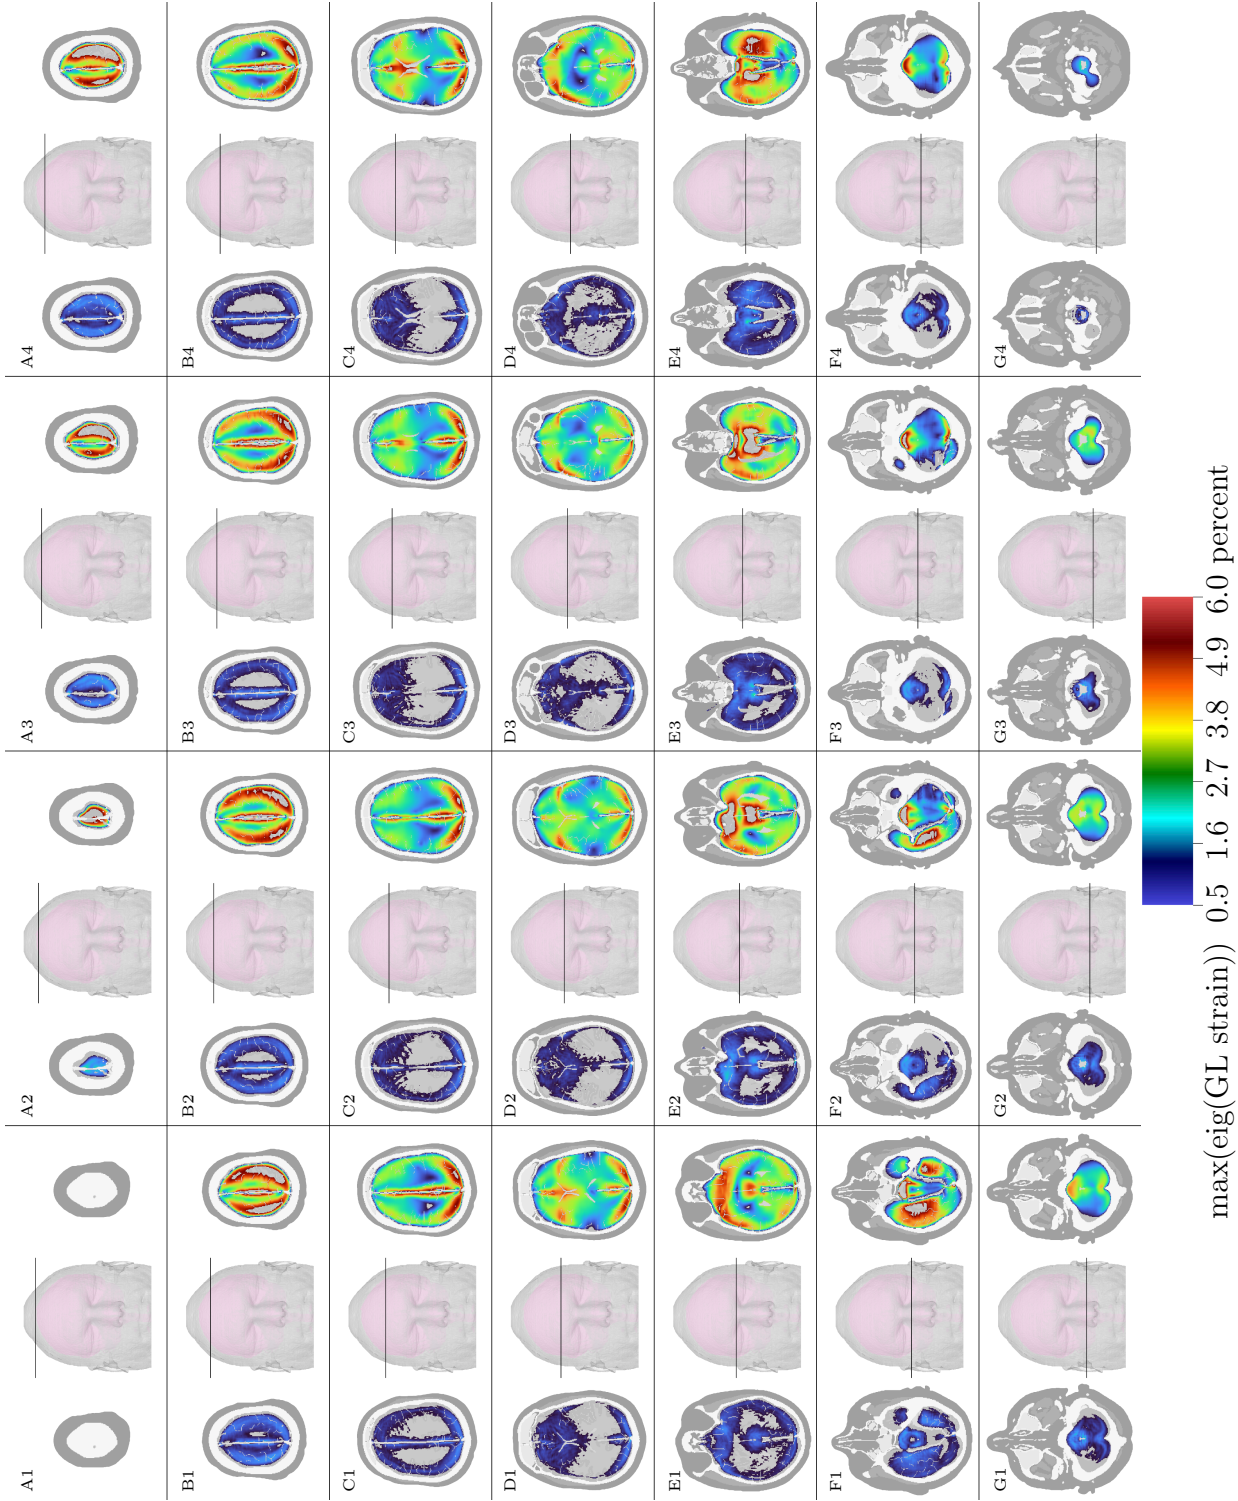 A1
A2
A3
A4
B1
B2
B3
B4
C1
C2
C3
C4
D1
D2
D3
D4
E1
E2
E3
E4
F1
F2
F3
F4
G1
G2
G3
G4
max(eig(GL strain)) 0.5 1.6 2.7 3.8 4.9 6.0 percent